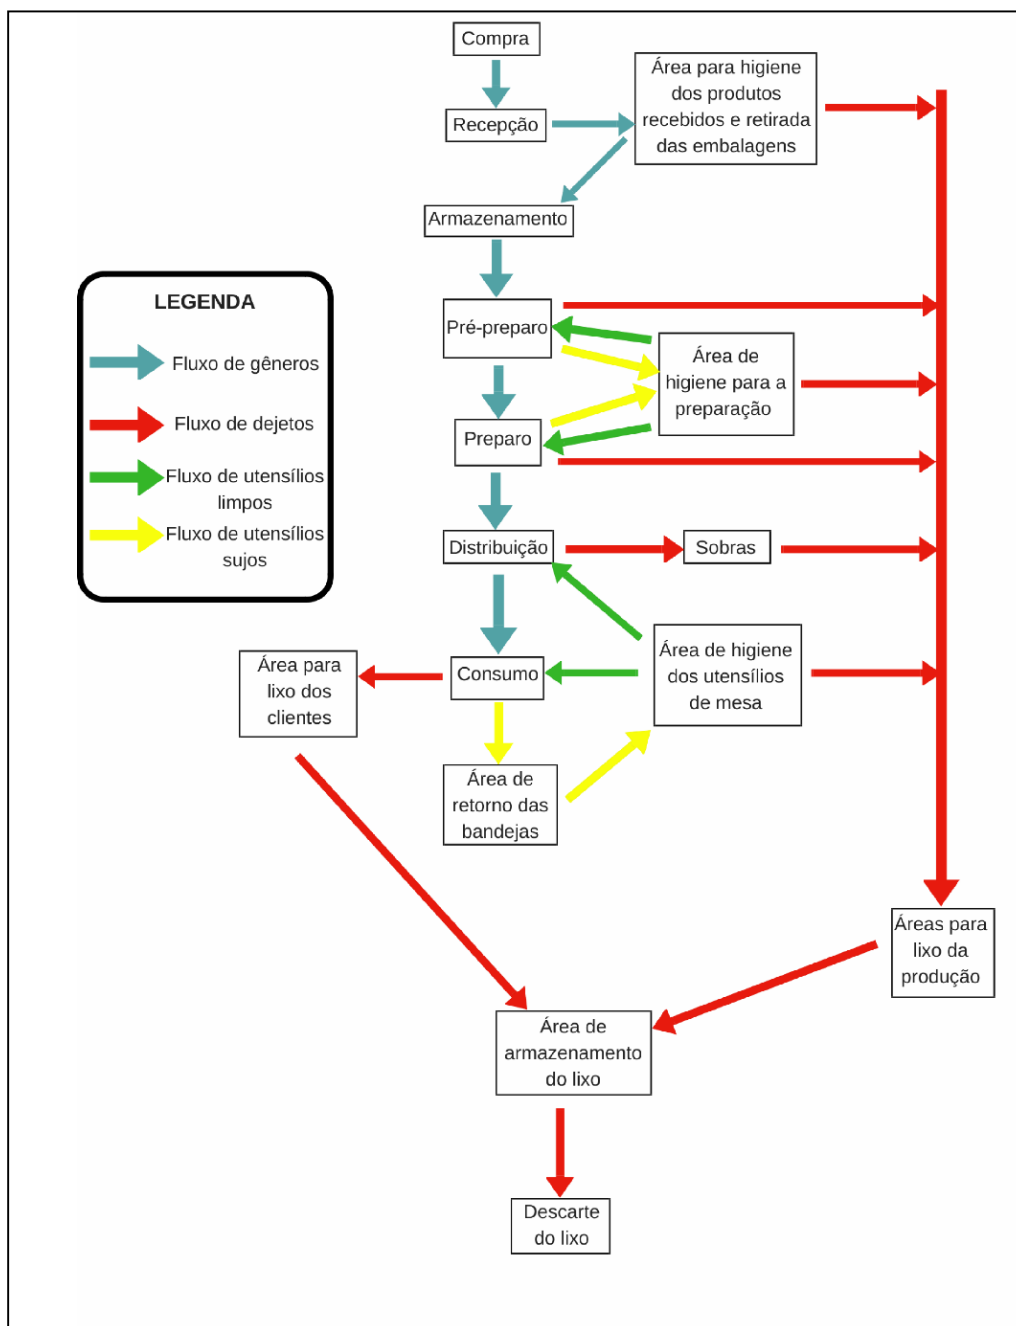 Compra
Área para higiene
dos produtos
recebidos e retirada
das embalagens
Recepção
Armazenamento
LEGENDA
Fluxo de gêneros
Fluxo de dejetos
Fluxo de utensílios
limpos
Fluxo de utensílios
sujos
Pré-preparo
Área de
higiene para a
preparação
Preparo
Distribuição
Sobras
Área para
lixo dos
clientes
Consumo
Área de higiene
dos utensílios
de mesa
Área de
retorno das
bandejas
Áreas para
lixo da
produção
Área de
armazenamento
do lixo
Descarte
do lixo